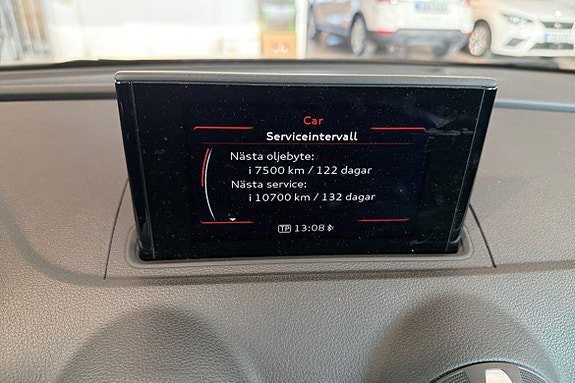 Car
Serviceintervall
Nästa oljebyte:
i 7500 km / 122 dagar
Nästa service:
i 10700 km / 132 dagar
TP 13:08